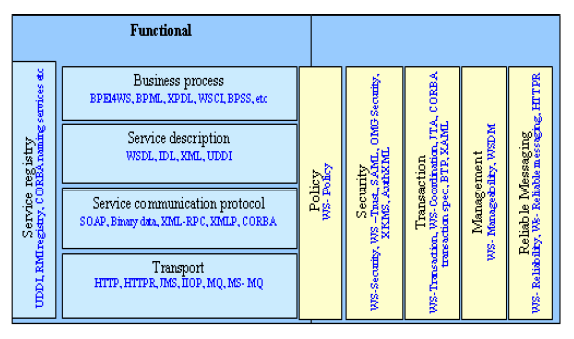 Functional
Service registry
UDDI, RMI registry, CORBA naming services etc
Business process
BPEl4WS, BPML, XPDL, WSCI, BPSS, etc
Service description
WSDL, IDL, XML, UDDI
Service communication protocol
SOAP, Binary data, XML-RPC, XMLP, CORBA
Transport
HTTP, HTTPR, JMS, IIOP, MQ, MS- MQ
Policy
WS- Policy
Security
WS-Security, WS –Trust, SAML, OMG Security,
XKMS, AuthXML
Transaction
WS-Transaction, WS-Coordination, JTA, CORBA
transaction spec, BTP, XAML
Management
WS- Manageability, WSDM
Reliable Messaging
WS- Reliability, Ws- Reliable messaging, HTTPR